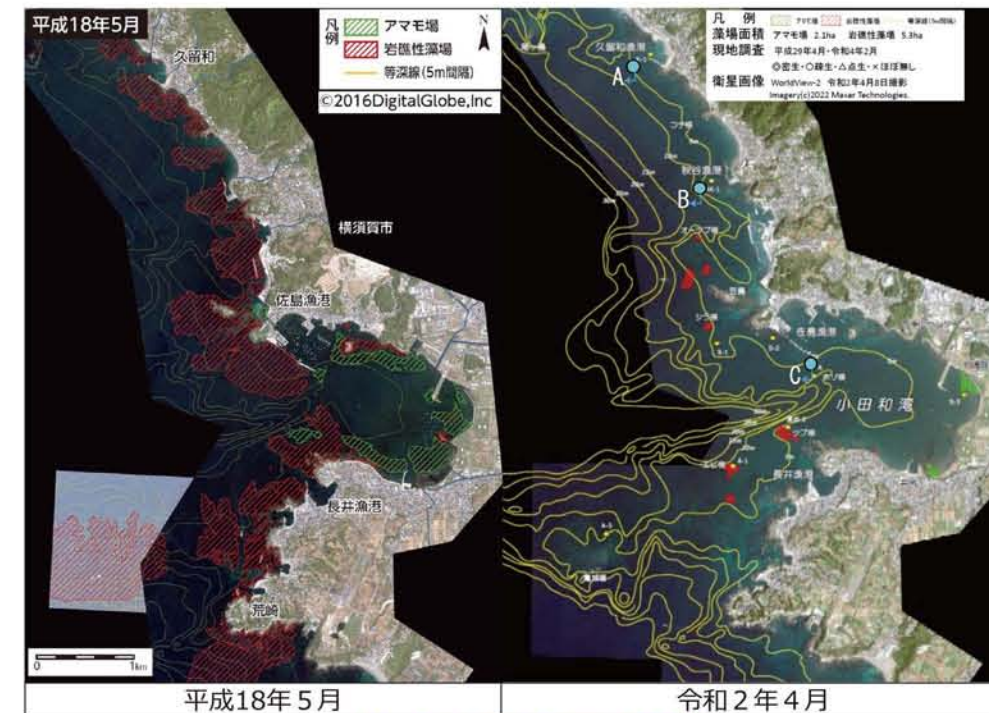 平成18年5月
凡例
アマモ場
岩礁性藻場
等深線(5m間隔)
N
©2016DigitalGlobe,Inc
久留和
横須賀市
佐島漁港
長井漁港
荒崎
0 1km
平成18年5月
凡 例
アマモ場
岩礁性藻場
等深線(5m間隔)
藻場面積 アマモ場 2.1ha 岩礁性藻場 5.3ha
現地調査 平成29年4月・令和4年2月
◎密生・○疎生・△点生・×ほぼ無し
衛星画像 WorldView-2 令和2年4月8日撮影
Imagery(c)2022 Maxar Technologies.
久留和漁港
A
秋谷漁港
B
佐島漁港
C
小田和湾
長井漁港
令和2年4月